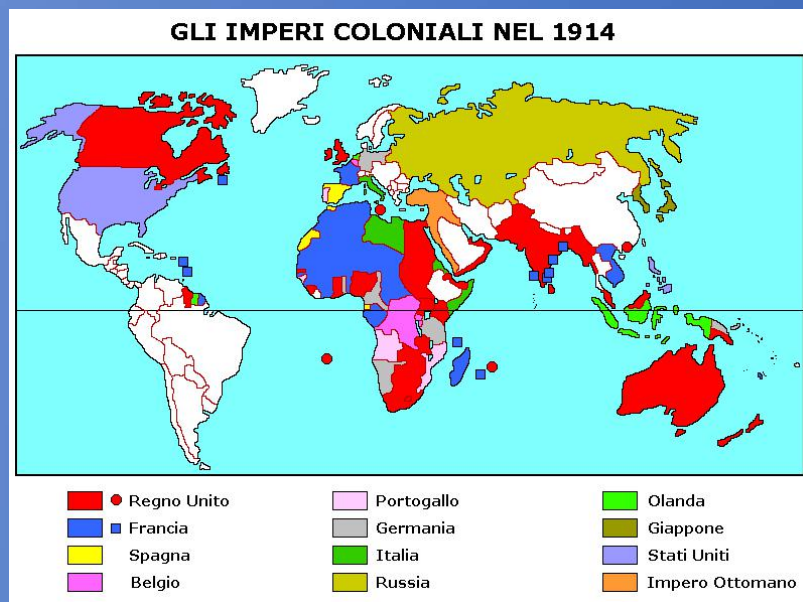 GLI IMPERI COLONIALI NEL 1914
Regno Unito
Francia
Spagna
Belgio
Portogallo
Germania
Italia
Russia
Olanda
Giappone
Stati Uniti
Impero Ottomano